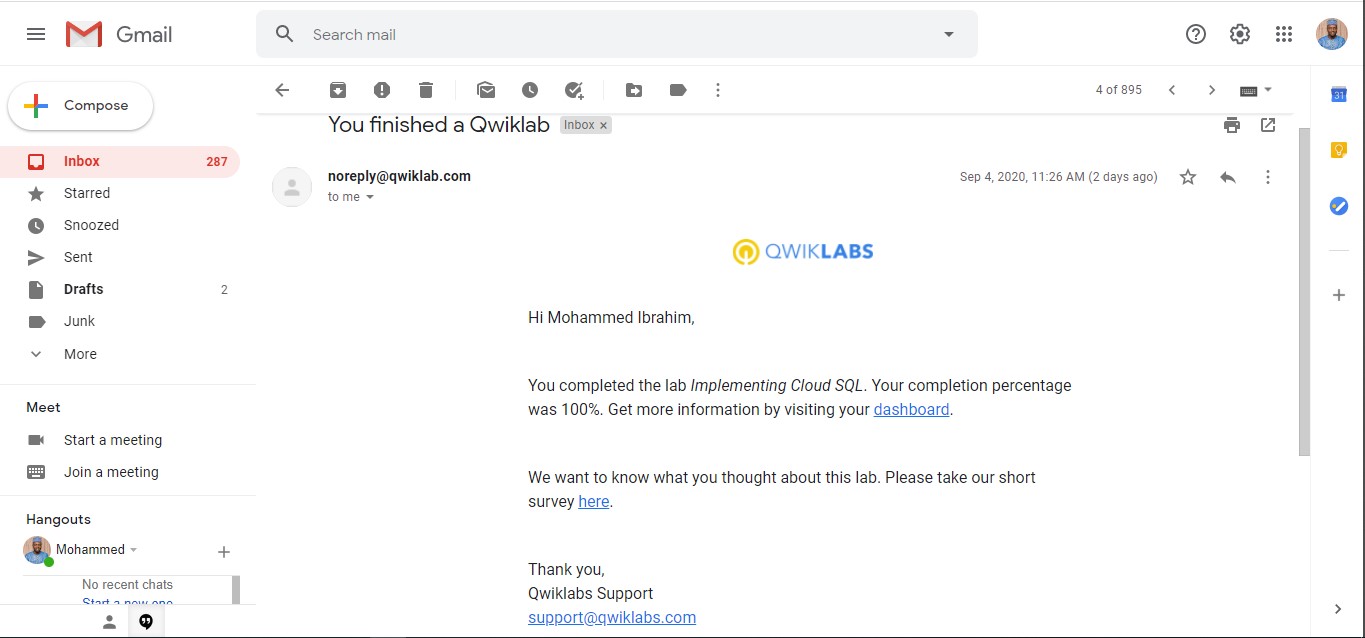 Gmail
Search mail
Compose
4 of 895
31
You finished a Qwiklab Inbox ×
Inbox 287
Starred
Snoozed
Sent
Drafts 2
Junk
More
Meet
Start a meeting
Join a meeting
Hangouts
Mohammed
No recent chats
Start a new one
noreply@qwiklab.com
to me
Sep 4, 2020, 11:26 AM (2 days ago)
QWIKLABS
Hi Mohammed Ibrahim,
You completed the lab Implementing Cloud SQL. Your completion percentage
was 100%. Get more information by visiting your dashboard.
We want to know what you thought about this lab. Please take our short
survey here.
Thank you,
Qwiklabs Support
support@qwiklabs.com